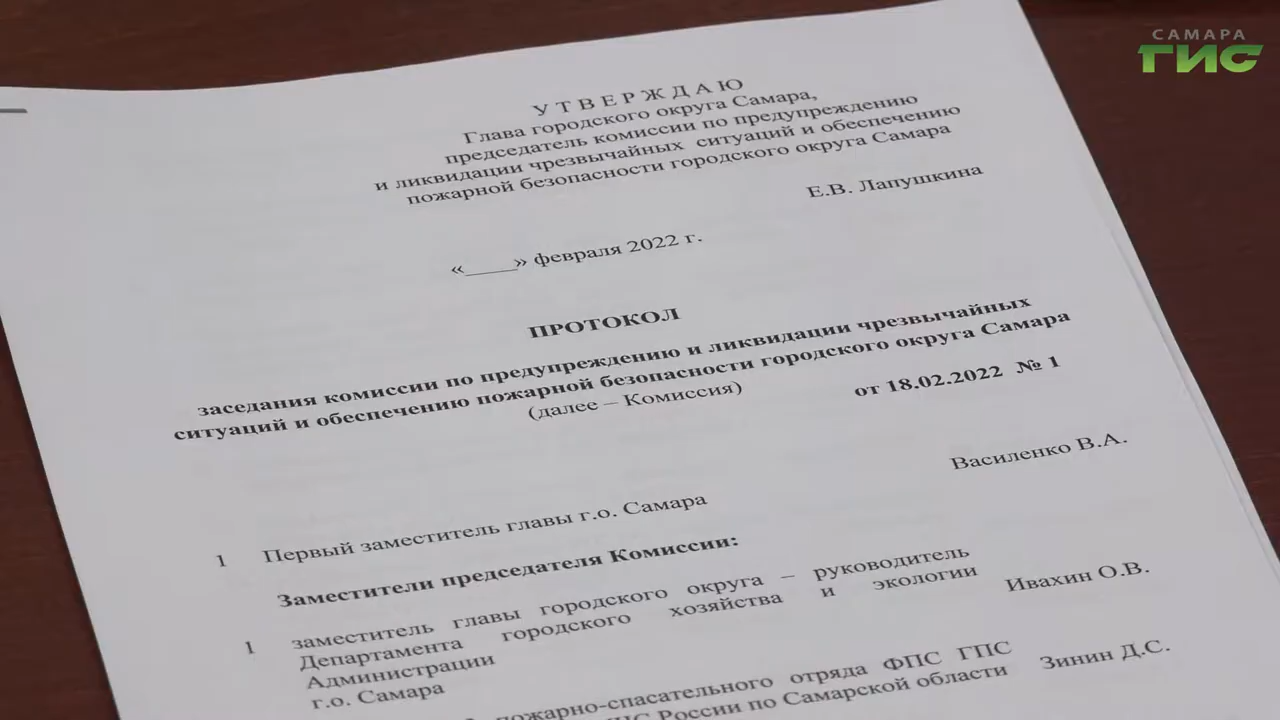 САМАРА
ГИС
У Т В Е Р Ж Д А Ю
Глава городского округа Самара,
председатель комиссии по предупреждению
и ликвидации чрезвычайных ситуаций и обеспечению
пожарной безопасности городского округа Самара
Е.В. Лапушкина
«____» февраля 2022 г.
ПРОТОКОЛ
заседания комиссии по предупреждению и ликвидации чрезвычайных
ситуаций и обеспечению пожарной безопасности городского округа Самара
(далее – Комиссия)
от 18.02.2022 № 1
Василенко В.А.
1 Первый заместитель главы г.о. Самара
Заместители председателя Комиссии:
1 заместитель главы городского округа – руководитель
Департамента городского хозяйства и экологии
Ивахин О.В.
Администрации
г.о. Самара
пожарно-спасательного отряда ФПС ГПС
Зинин Д.С.
России по Самарской области